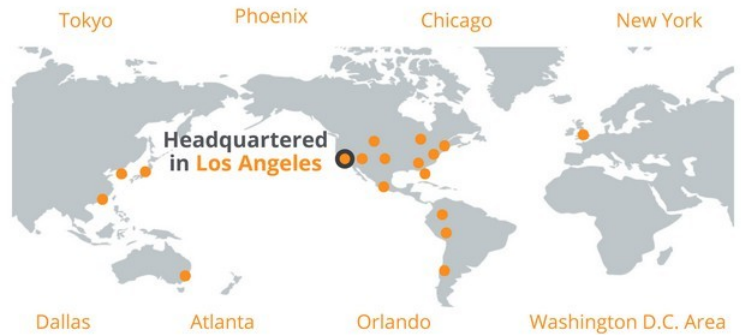 Tokyo
Phoenix
Chicago
New York
Headquartered
in Los Angeles
Dallas
Atlanta
Orlando
Washington D.C. Area